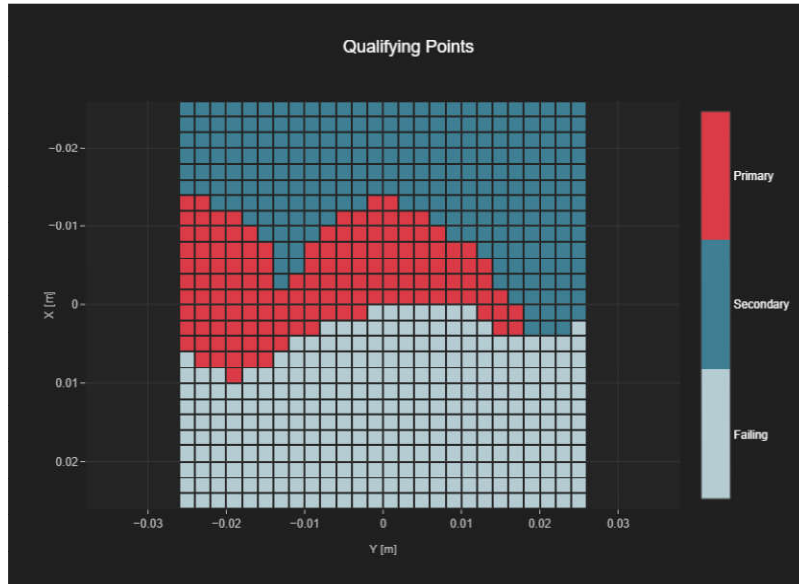 Qualifying Points
X [m]
−0.02
−0.01
0
0.01
0.02
−0.03
−0.02
−0.01
0
0.01
0.02
0.03
Y [m]
Primary
Secondary
Failing